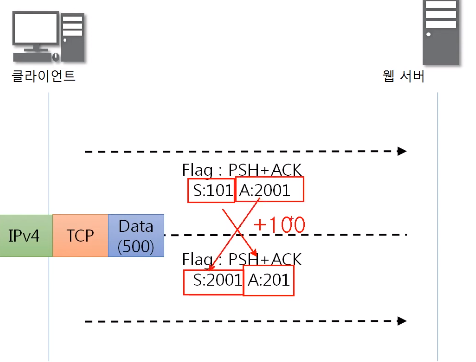 클라이언트
웹 서버
Flag : PSH+ACK
S:101 A:2001
+100
IPv4 TCP Data
(500)
Flag : PSH+ACK
S:2001 A:201